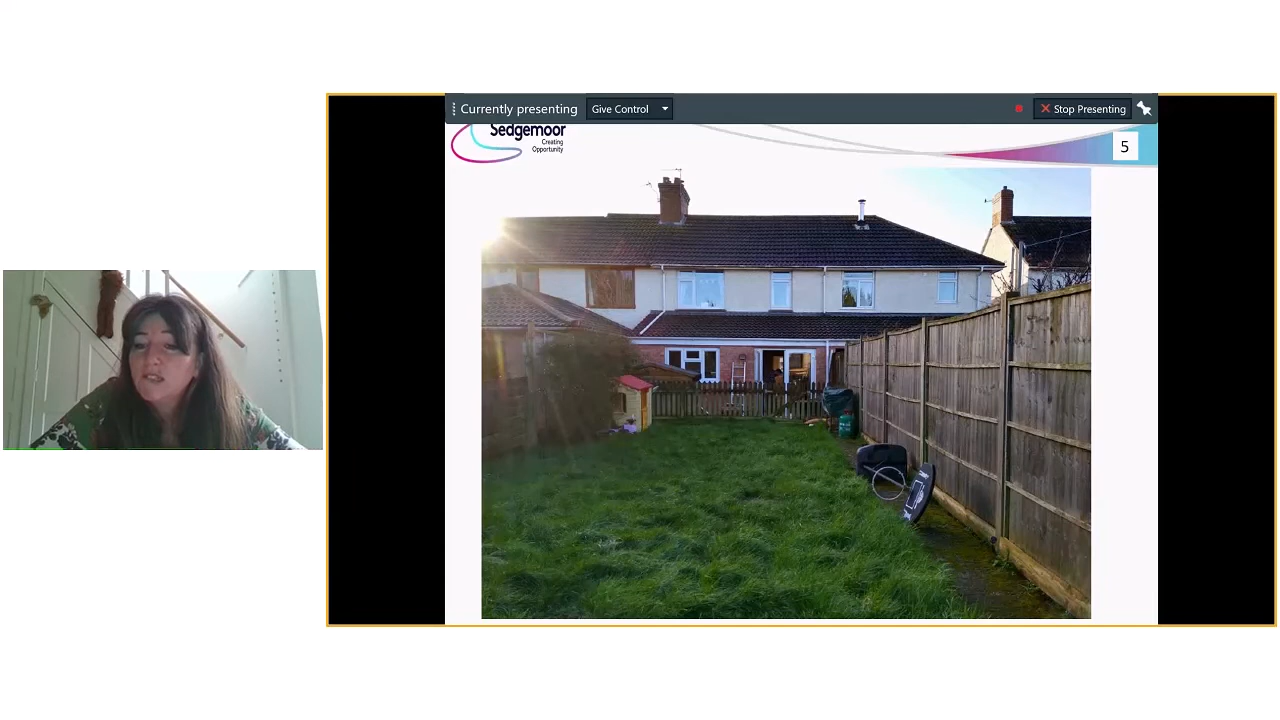 Currently presenting
Give Control
Stop Presenting
Sedgemoor
Creating
Opportunity
5